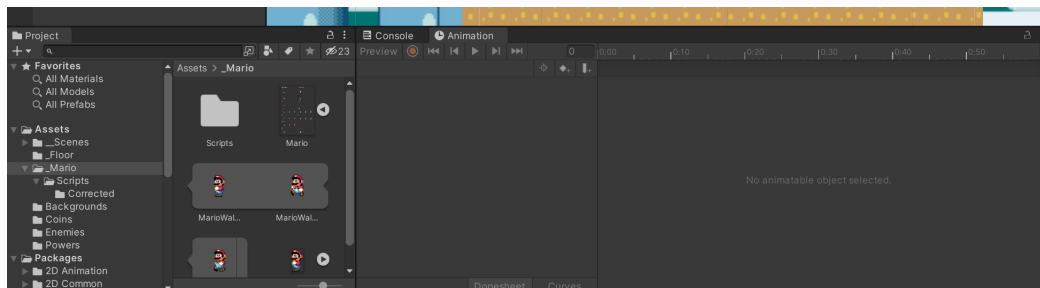 Project
23
Favorites
All Materials
All Models
All Prefabs
Assets
__Scenes
_Floor
_Mario
Scripts
Corrected
Backgrounds
Coins
Enemies
Powers
Packages
2D Animation
2D Common
Assets > _Mario
Scripts
Mario
MarioWal...
MarioWal...
Console
Animation
Preview
0
0:00
0:10
0:20
0:30
0:40
0:50
No animatable object selected.
Dopesheet
Curves